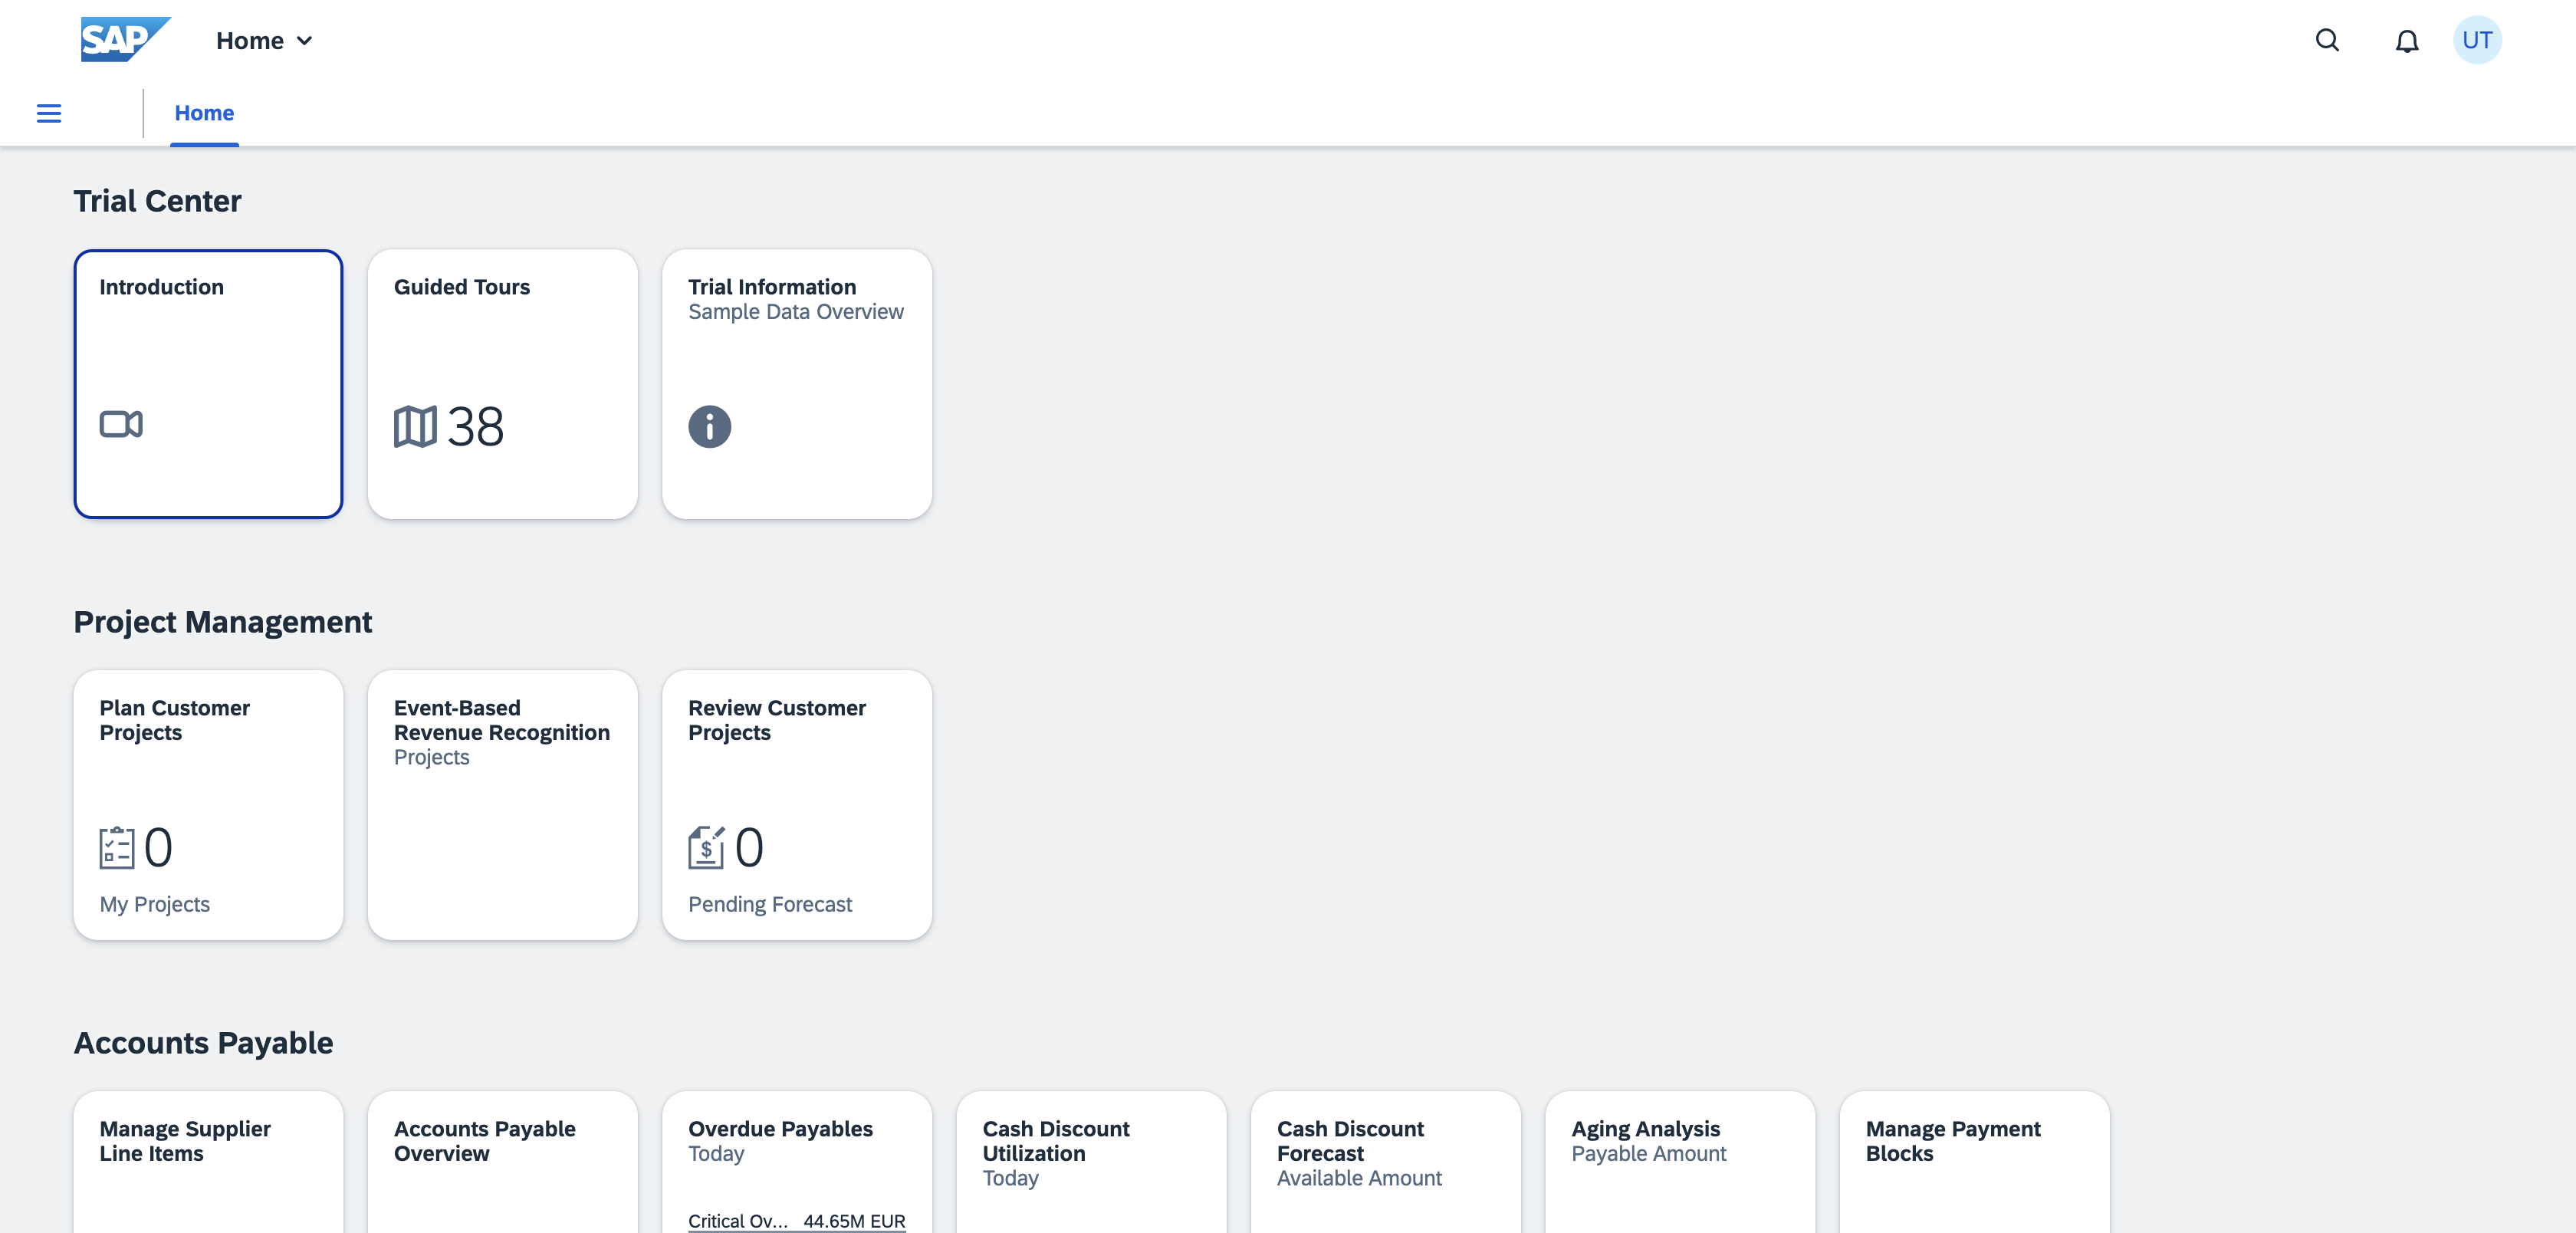 SAP
Home
UT
Home
Trial Center
Introduction
Guided Tours
38
Trial Information
Sample Data Overview
Project Management
Plan Customer
Projects
0
My Projects
Event-Based
Revenue Recognition
Projects
Review Customer
Projects
$ 0
Pending Forecast
Accounts Payable
Manage Supplier
Line Items
Accounts Payable
Overview
Overdue Payables
Today
Critical Ov... 44.65M EUR
Cash Discount
Utilization
Today
Cash Discount
Forecast
Available Amount
Aging Analysis
Payable Amount
Manage Payment
Blocks